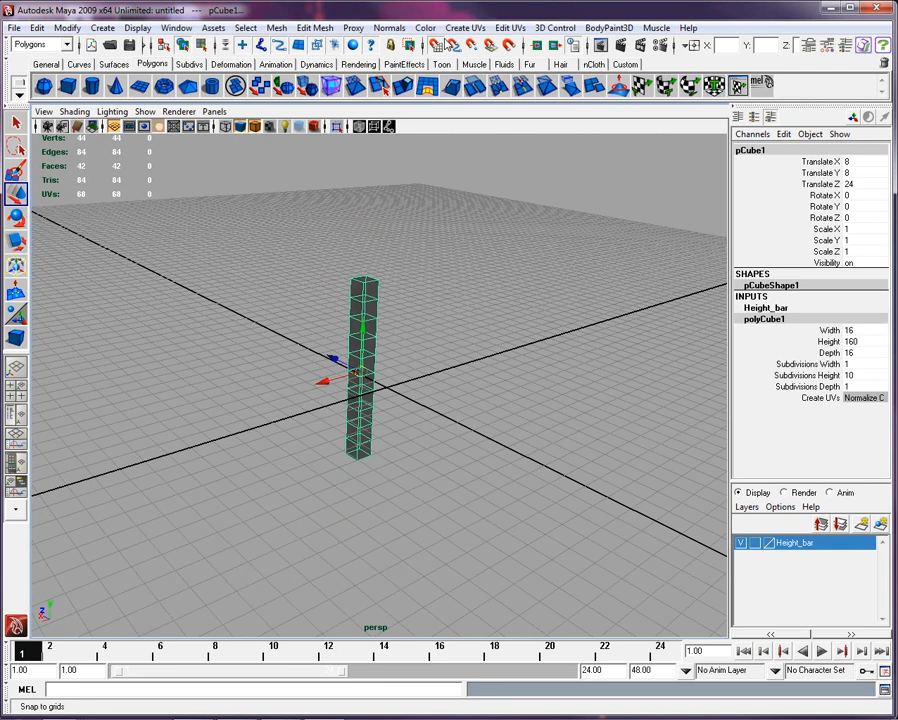 Autodesk Maya 2009 x64 Unlimited: untitled --- pCube1...
File Edit Modify Create Display Window Assets Select Mesh Edit Mesh Proxy Normals Color Create UVs Edit UVs 3D Control BodyPaint3D Muscle Help
Polygons X: Y: Z:
General Curves Surfaces Polygons Subdivs Deformation Animation Dynamics Rendering PaintEffects Toon Muscle Fluids Fur Hair nCloth Custom
mel
View Shading Lighting Show Renderer Panels
Verts: 44 44 0
Edges: 84 84 0
Faces: 42 42 0
Tris: 84 84 0
UVs: 68 68 0
persp
Channels Edit Object Show
pCube1
Translate X 8
Translate Y 8
Translate Z 24
Rotate X 0
Rotate Y 0
Rotate Z 0
Scale X 1
Scale Y 1
Scale Z 1
Visibility on
SHAPES
pCubeShape1
INPUTS
Height_bar
polyCube1
Width 16
Height 160
Depth 16
Subdivisions Width 1
Subdivisions Height 10
Subdivisions Depth 1
Create UVs Normalize C
Display Render Anim
Layers Options Help
V Height_bar
1 2 4 6 8 10 12 14 16 18 20 22 24 1.00
1.00 1.00 24.00 48.00 No Anim Layer No Character Set
MEL
Snap to grids